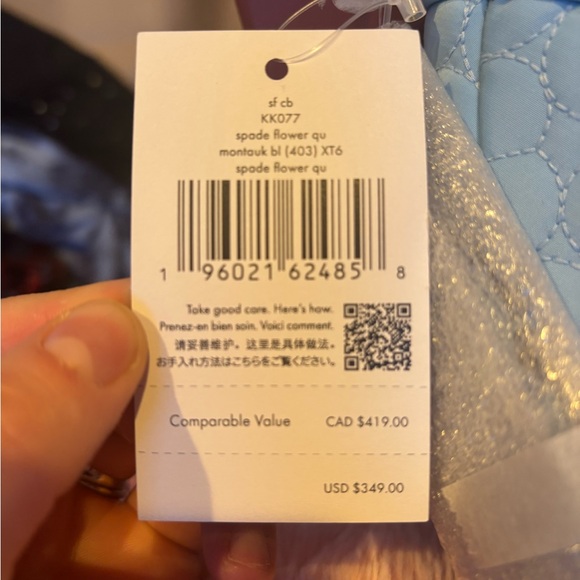 sf cb
KK077
spade flower qu
montauk bl (403) XT6
spade flower qu
1 96021 62485 8
Take good care. Here's how.
Prenez-en bien soin. Voici comment.
请妥善维护。这里是具体做法。
お手入れ方法はこちらをご覧ください。
Comparable Value CAD $419.00
USD $349.00